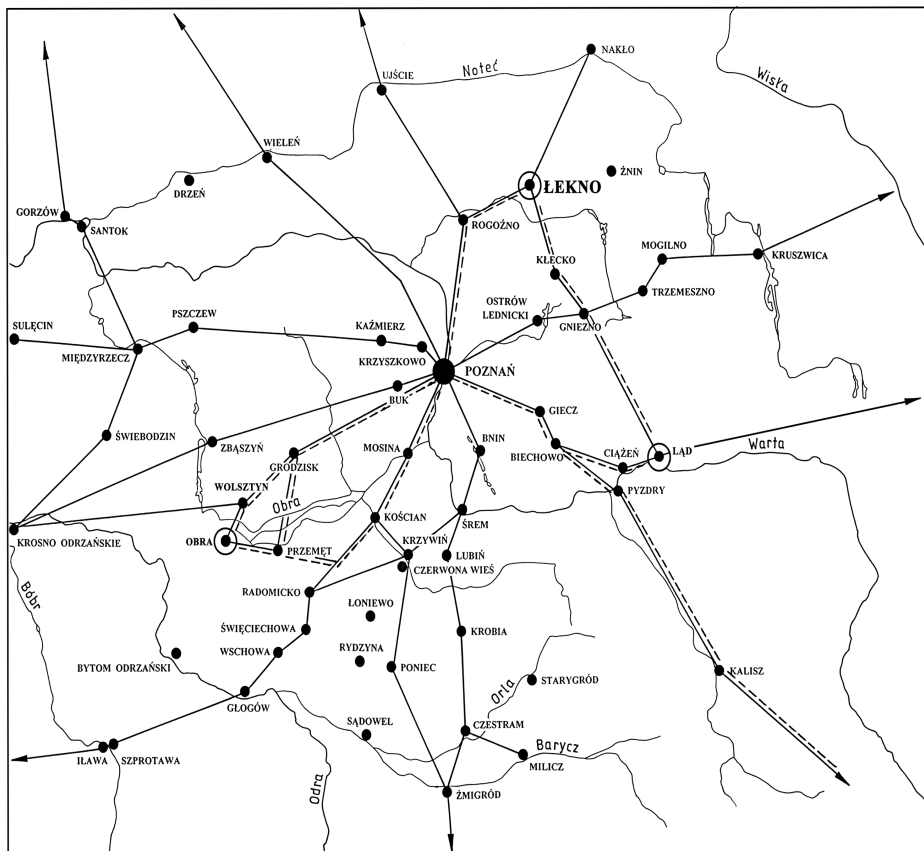 NAKŁO
Noteć
Wisła
UJŚCIE
WIELEŃ
ŻNIN
DRZEŃ
ŁEKNO
GORZÓW
SANTOK
ROGOŹNO
MOGILNO
KRUSZWICA
KŁECKO
TRZEMESZNO
OSTRÓW
LEDNICKI
GNIEZNO
SULĘCIN
PSZCZEW
KAŹMIERZ
MIĘDZYRZECZ
KRZYSZKOWO
POZNAŃ
BUK
GIECZ
ŚWIEBODZIN
ZBĄSZYŃ
MOSINA
BNIN
BIECHOWO
CIĄŻEŃ
LĄD
Warta
GRODZISK
WOLSZTYN
Obra
PYZDRY
KOŚCIAN
ŚREM
KROSNO ODRZAŃSKIE
OBRA
PRZEMĘT
KRZYWIŃ
LUBIŃ
CZERWONA WIEŚ
Bóbr
RADOMICKO
ŁONIEWO
ŚWIĘCIECHOWA
KROBIA
WSCHOWA
RYDZYNA
BYTOM ODRZAŃSKI
PONIEC
KALISZ
STARYGRÓD
Orla
GŁOGÓW
SĄDOWEL
CZESTRAM
Barycz
IŁAWA
SZPROTAWA
MILICZ
Odra
ŻMIGRÓD